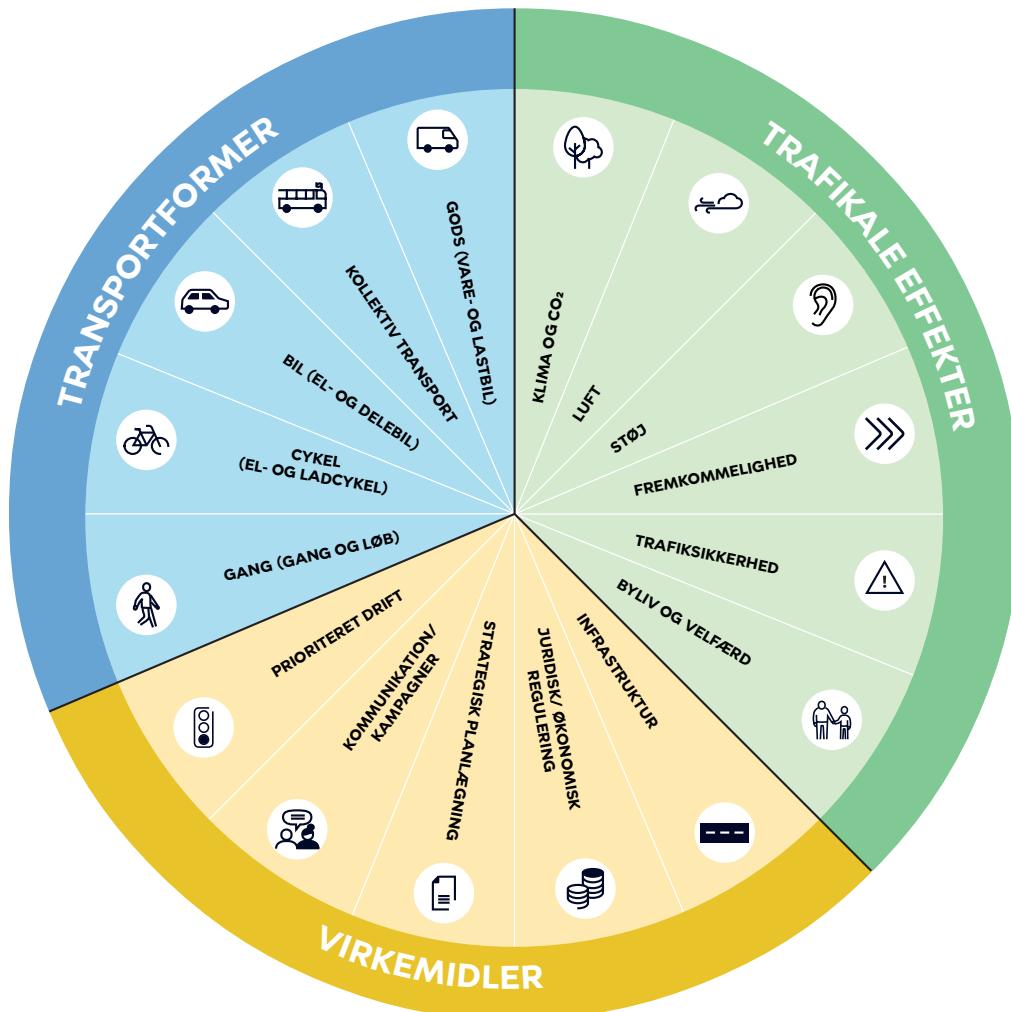 TRANSPORTFORMER
GODS (VARE- OG LASTBIL)
KOLLEKTIV TRANSPORT
BIL (EL- OG DELEBIL)
CYKEL
(EL- OG LADCYKEL)
GANG (GANG OG LØB)
TRAFIKALE EFFEKTER
KLIMA OG CO₂
LUFT
STØJ
FREMKOMMELIGHED
TRAFIKSIKKERHED
!
BYLIV OG VELFÆRD
VIRKEMIDLER
PRIORITERET DRIFT
KOMMUNIKATION/
KAMPAGNER
STRATEGISK PLANLÆGNING
JURIDISK/ ØKONOMISK
REGULERING
INFRASTRUKTUR